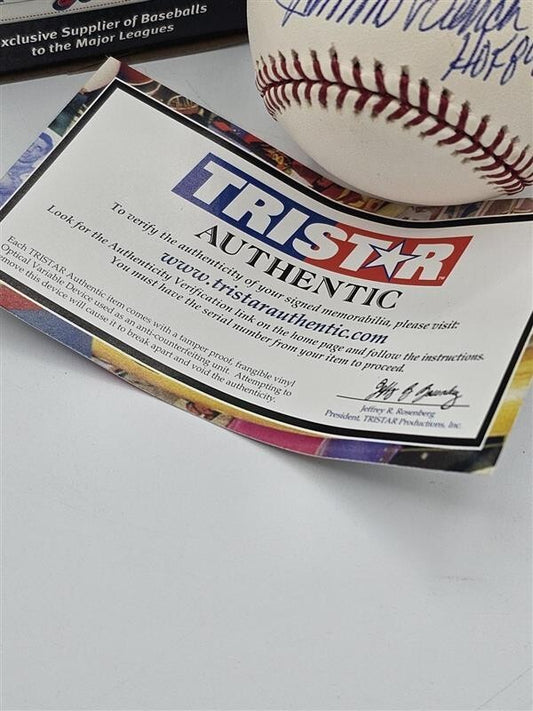 xclusive Supplier of Baseballs
to the Major Leagues
HOF89
TRISTAR
AUTHENTIC
To verify the authenticity of your signed memorabilia, please visit:
www.tristarauthentic.com
Look for the Authenticity Verification link on the home page and follow the instructions.
You must have the serial number from your item to proceed.
Each TRISTAR Authentic item comes with a tamper proof, frangible vinyl
Optical Variable Device used as an anti-counterfeiting unit. Attempting to
move this device will cause it to break apart and void the authenticity.
Jeffrey R. Rosenberg
President, TRISTAR Productions, Inc.